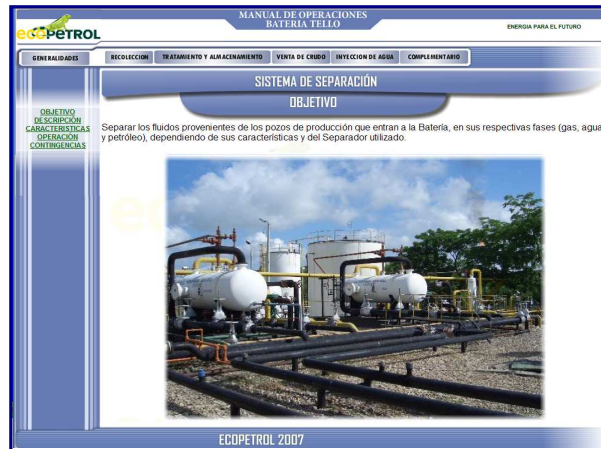 MANUAL DE OPERACIONES
BATERIA TELLO
ecoPETROL
ENERGIA PARA EL FUTURO
GENERALIDADES
RECOLECCION TRATAMIENTO Y ALMACENAMIENTO VENTA DE CRUDO INYECCION DE AGUA COMPLEMENTARIO
SISTEMA DE SEPARACIÓN
OBJETIVO
OBJETIVO
DESCRIPCIÓN
CARACTERISTICAS
OPERACIÓN
CONTINGENCIAS
Separar los fluidos provenientes de los pozos de producción que entran a la Batería, en sus respectivas fases (gas, agua
y petróleo), dependiendo de sus características y del Separador utilizado.
ECOPETROL 2007